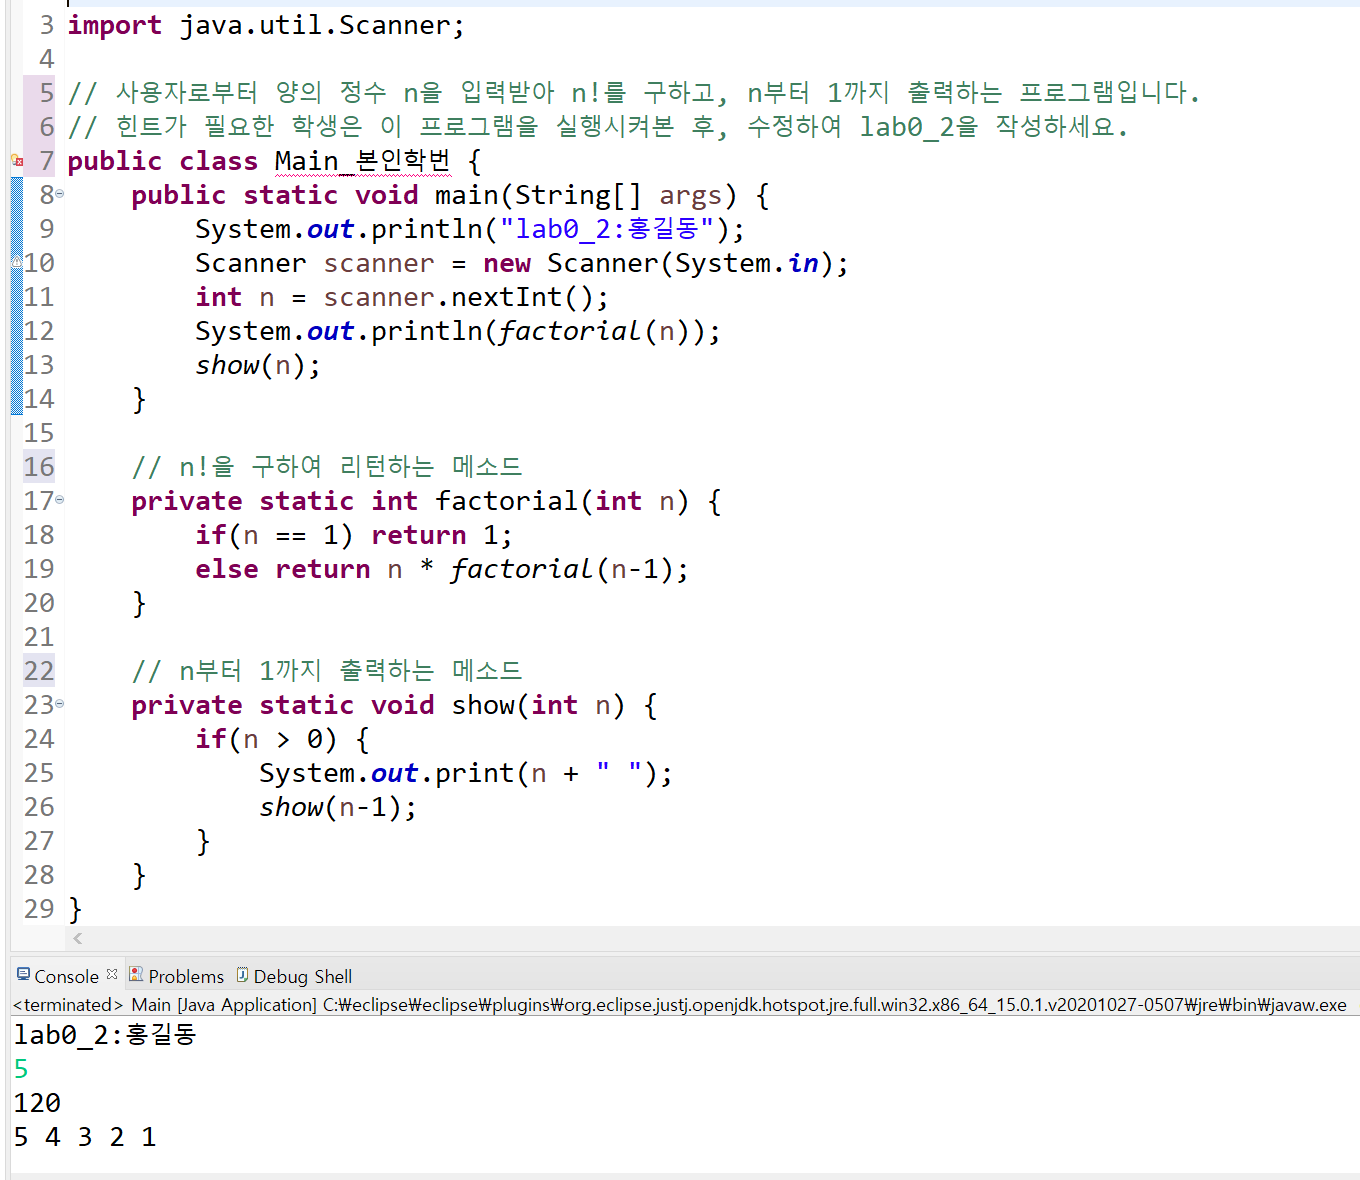 3 import java.util.Scanner;
4
5 // 사용자로부터 양의 정수 n을 입력받아 n!를 구하고, n부터 1까지 출력하는 프로그램입니다.
6 // 힌트가 필요한 학생은 이 프로그램을 실행시켜본 후, 수정하여 lab0_2을 작성하세요.
7 public class Main_본인학번 {
8     public static void main(String[] args) {
9         System.out.println("lab0_2:홍길동");
10         Scanner scanner = new Scanner(System.in);
11         int n = scanner.nextInt();
12         System.out.println(factorial(n));
13         show(n);
14     }
15
16     // n!을 구하여 리턴하는 메소드
17     private static int factorial(int n) {
18         if(n == 1) return 1;
19         else return n * factorial(n-1);
20     }
21
22     // n부터 1까지 출력하는 메소드
23     private static void show(int n) {
24         if(n > 0) {
25             System.out.print(n + " ");
26             show(n-1);
27         }
28     }
29 }
Console Problems Debug Shell
<terminated> Main [Java Application] C:₩eclipse₩eclipse₩plugins₩org.eclipse.justj.openjdk.hotspot.jre.full.win32.x86_64_15.0.1.v20201027-0507₩jre₩bin₩javaw.exe
lab0_2:홍길동
5
120
5 4 3 2 1